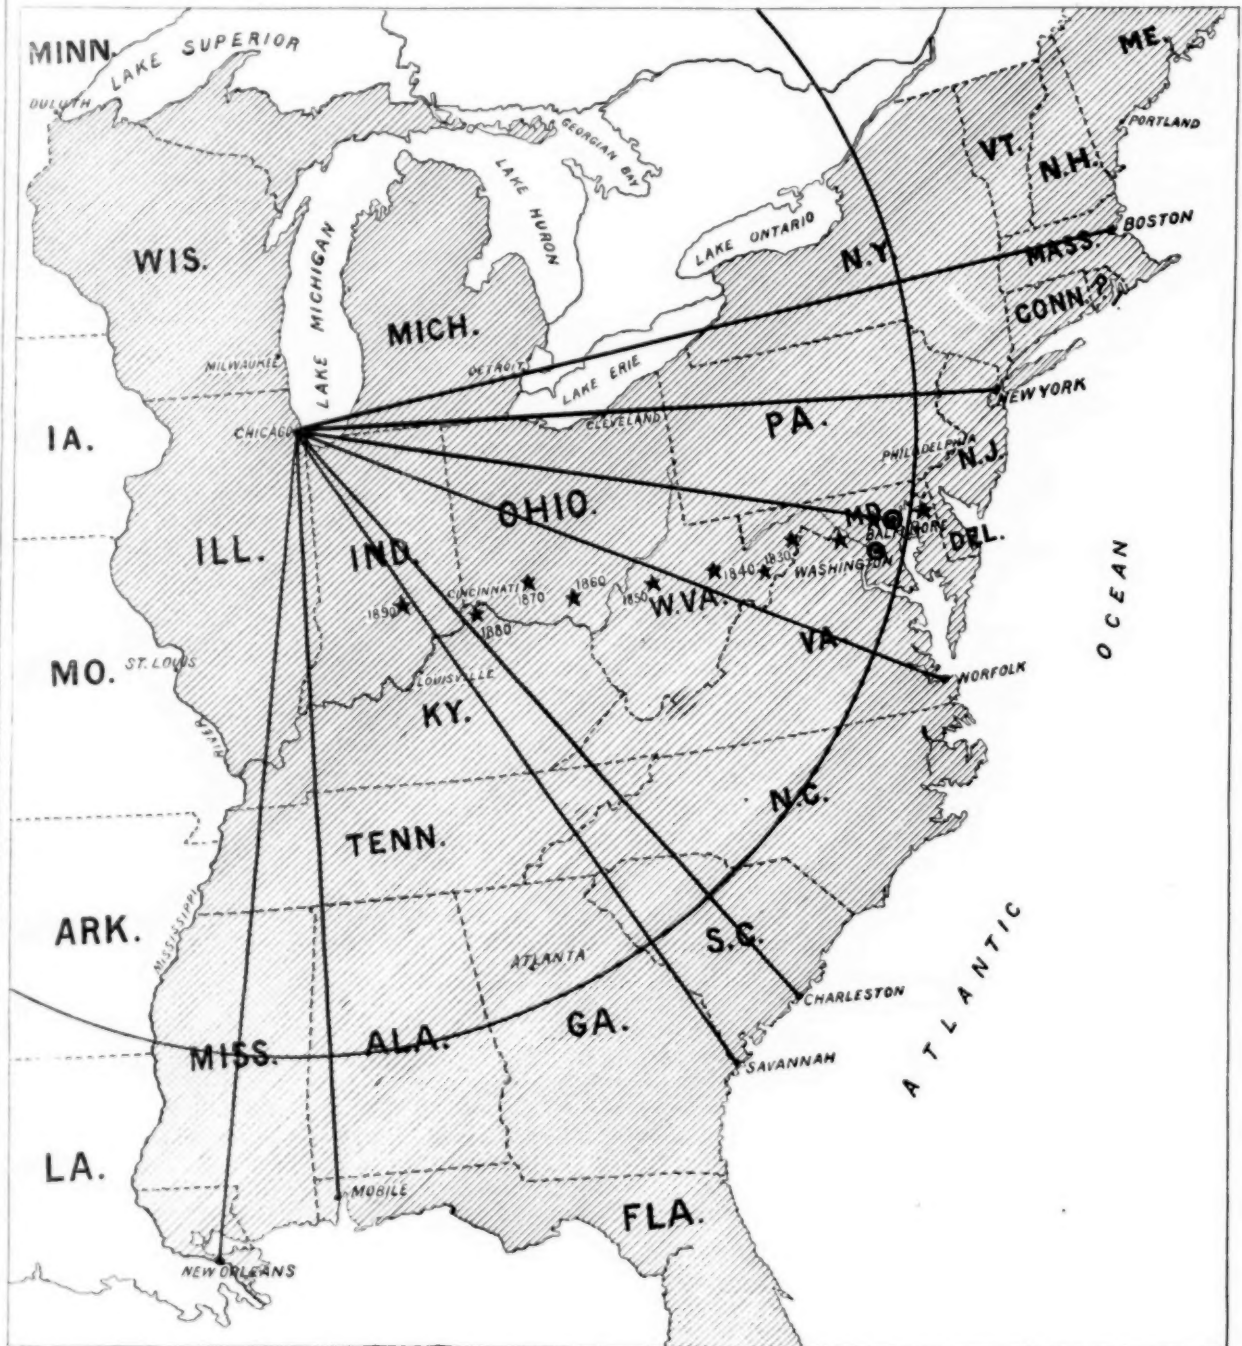 MINN.
LAKE SUPERIOR
DULUTH
ME.
PORTLAND
GEORGIAN BAY
VT.
N.H.
LAKE HURON
LAKE ONTARIO
BOSTON
WIS.
N.Y.
MASS.
LAKE MICHIGAN
CONN.
MICH.
MILWAUKIE
DETROIT
LAKE ERIE
NEW YORK
IA.
CHICAGO
CLEVELAND
PA.
PHILADELPHIA
N.J.
OHIO.
MD.
BALTIMORE
DEL.
ILL.
IND.
WASHINGTON
1830
1840
1850
1860
CINCINNATI
1870
1880
1890
W.VA.
VA.
OCEAN
MO.
ST. LOUIS
LOUISVILLE
NORFOLK
KY.
RIVER
N.C.
TENN.
ARK.
MISSISSIPPI
S.C.
ATLANTA
CHARLESTON
ATLANTIC
GA.
MISS.
ALA.
SAVANNAH
LA.
MOBILE
FLA.
NEW ORLEANS